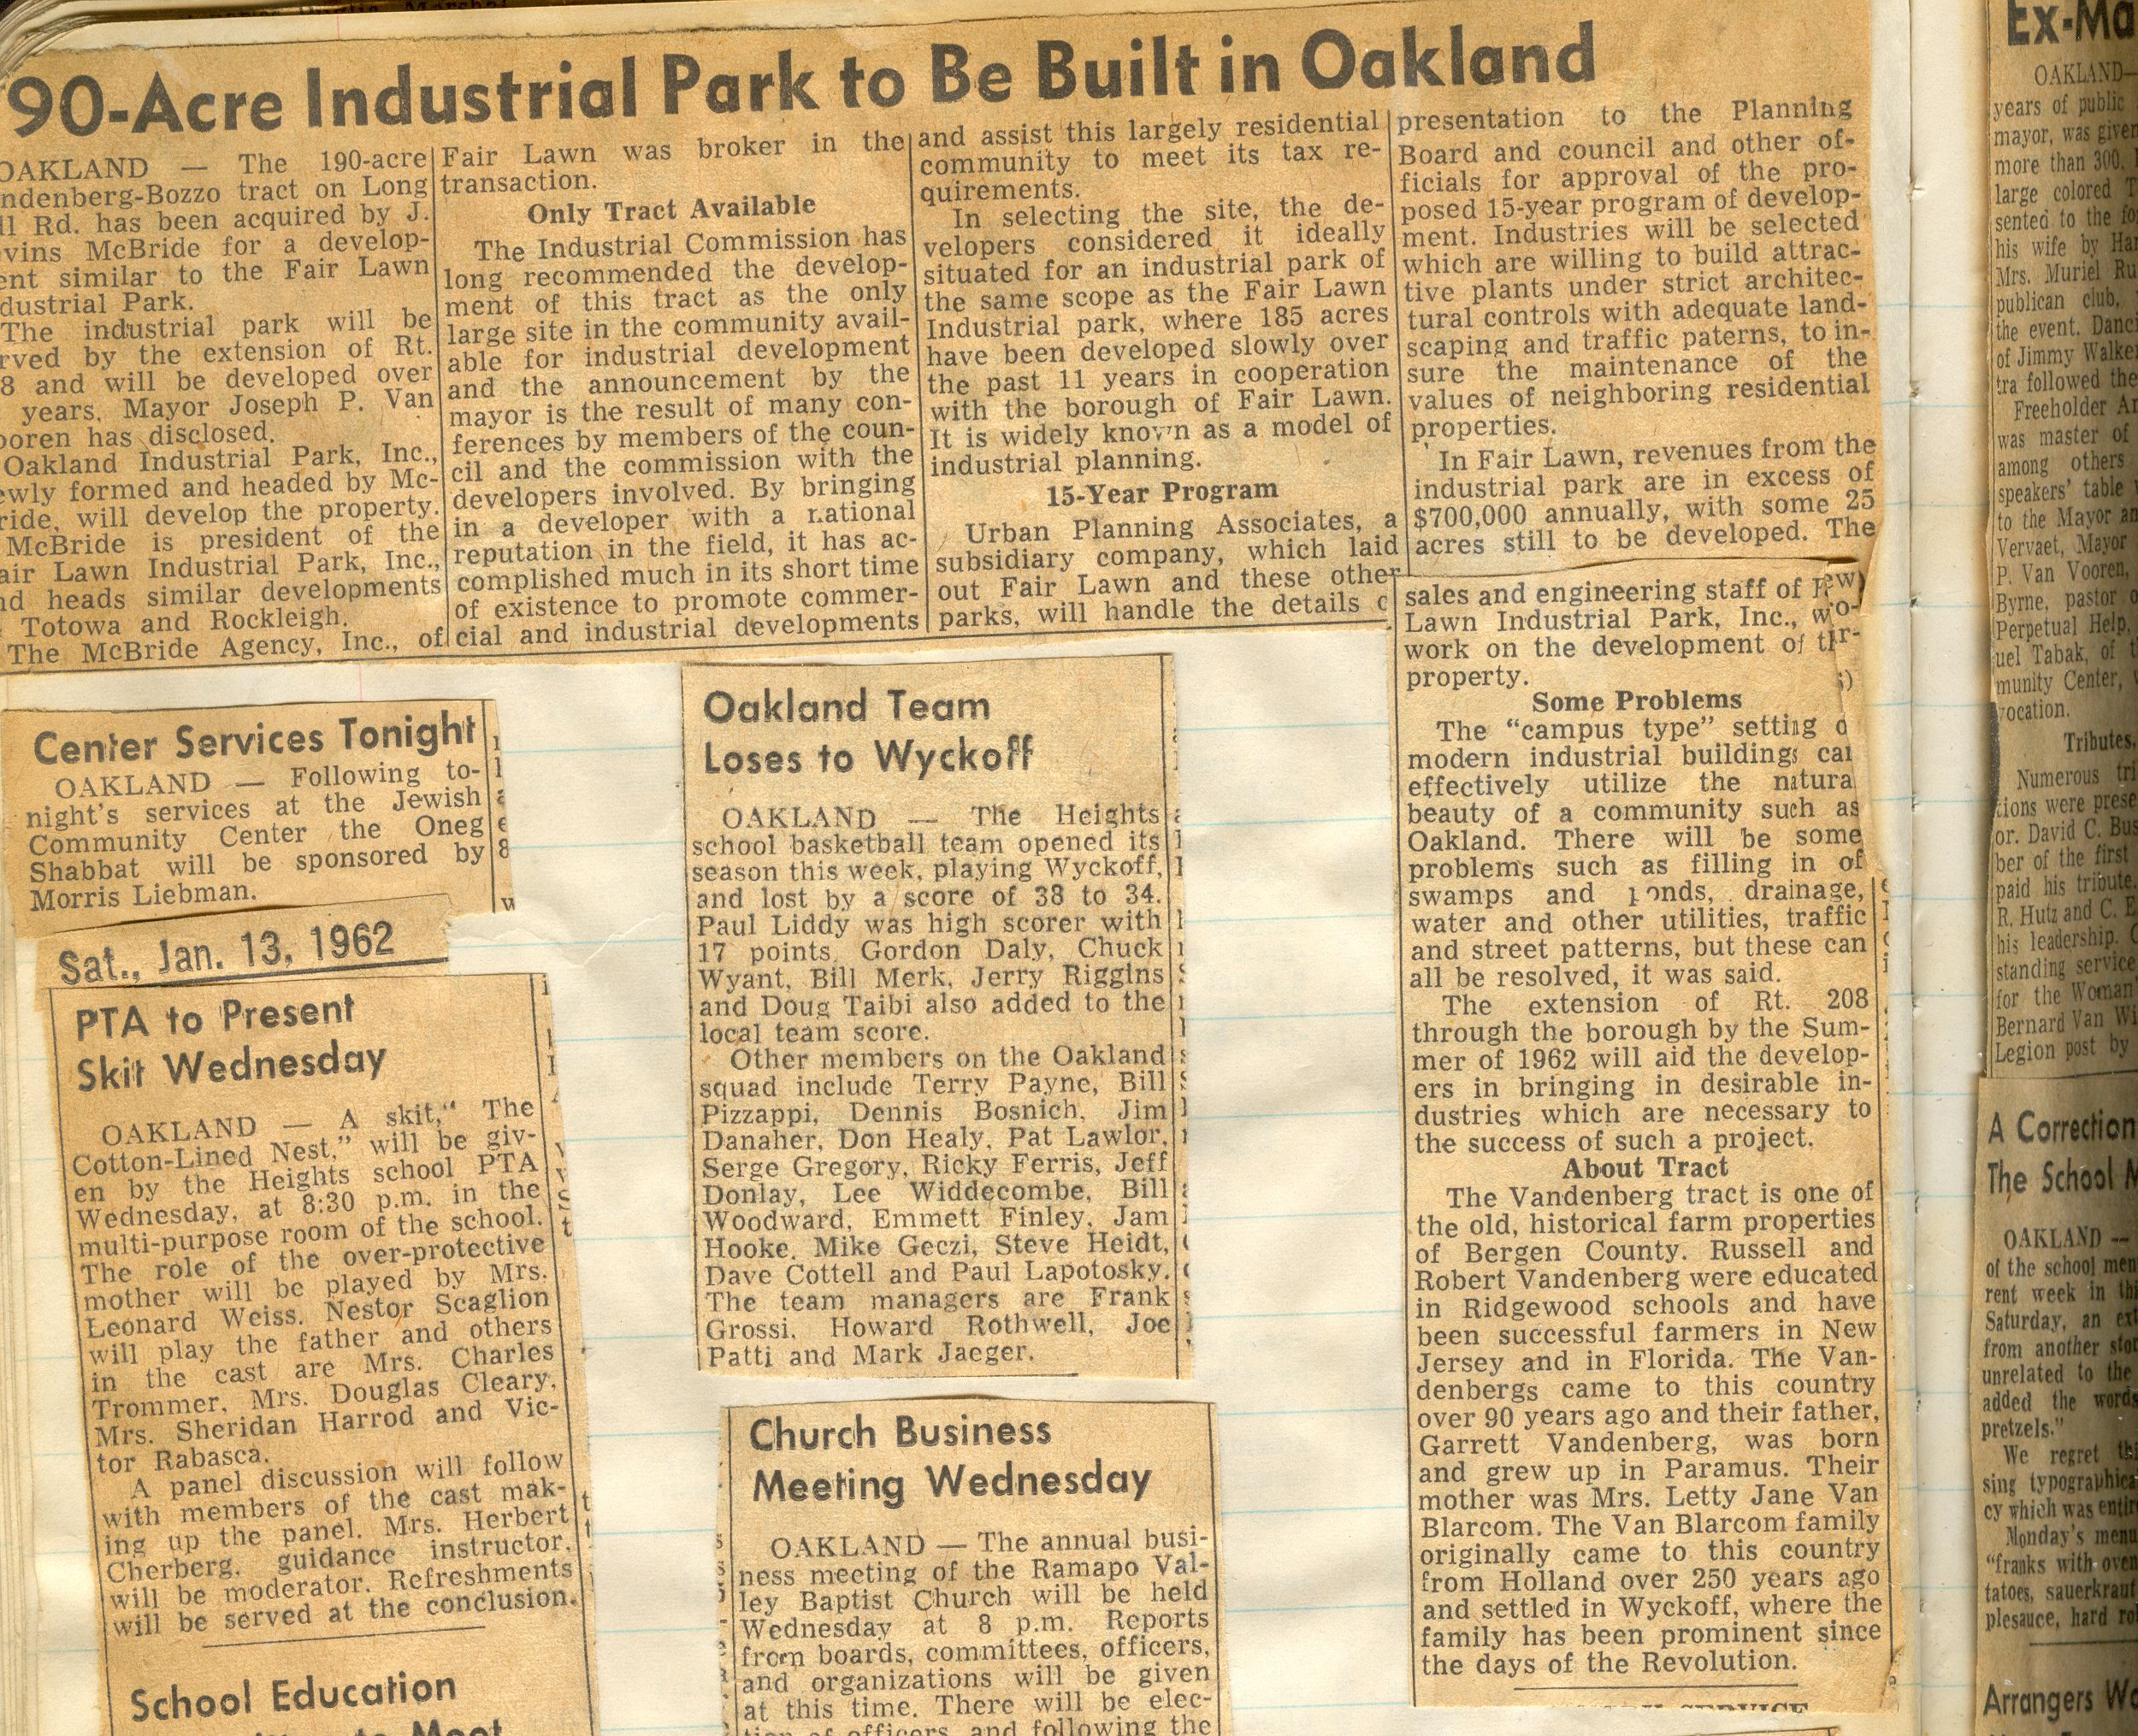 90-Acre Industrial Park to Be Built in Oakland
OAKLAND — The 190-acre
ndenberg-Bozzo tract on Long
ll Rd. has been acquired by J.
vins McBride for a develop-
ent similar to the Fair Lawn
dustrial Park.
The industrial park will be
rved by the extension of Rt.
8 and will be developed over
years, Mayor Joseph P. Van
ooren has disclosed.
Oakland Industrial Park, Inc.,
ewly formed and headed by Mc-
ride, will develop the property.
McBride is president of the
air Lawn Industrial Park, Inc.,
nd heads similar developments
Totowa and Rockleigh.
The McBride Agency, Inc., of
Fair Lawn was broker in the
transaction.
Only Tract Available
The Industrial Commission has
long recommended the develop-
ment of this tract as the only
large site in the community avail-
able for industrial development
and the announcement by the
mayor is the result of many con-
ferences by members of the coun-
cil and the commission with the
developers involved. By bringing
in a developer with a national
reputation in the field, it has ac-
complished much in its short time
of existence to promote commer-
cial and industrial developments
and assist this largely residential
community to meet its tax re-
quirements.
In selecting the site, the de-
velopers considered it ideally
situated for an industrial park of
the same scope as the Fair Lawn
Industrial park, where 185 acres
have been developed slowly over
the past 11 years in cooperation
with the borough of Fair Lawn.
It is widely known as a model of
industrial planning.
15-Year Program
Urban Planning Associates, a
subsidiary company, which laid
out Fair Lawn and these other
parks, will handle the details
presentation to the Planning
Board and council and other of-
ficials for approval of the pro-
posed 15-year program of develop-
ment. Industries will be selected
which are willing to build attrac-
tive plants under strict architec-
tural controls with adequate land-
scaping and traffic paterns, to in-
sure the maintenance of the
values of neighboring residential
properties.
In Fair Lawn, revenues from the
industrial park are in excess of
$700,000 annually, with some 25
acres still to be developed. The
sales and engineering staff of
Lawn Industrial Park, Inc.,
work on the development of
property.
Some Problems
The "campus type" setting o
modern industrial buildings can
effectively utilize the natura
beauty of a community such as
Oakland. There will be some
problems such as filling in of
swamps and ponds, drainage,
water and other utilities, traffic
and street patterns, but these can
all be resolved, it was said.
The extension of Rt. 208
through the borough by the Sum-
mer of 1962 will aid the develop-
ers in bringing in desirable in-
dustries which are necessary to
the success of such a project.
About Tract
The Vandenberg tract is one of
the old, historical farm properties
of Bergen County. Russell and
Robert Vandenberg were educated
in Ridgewood schools and have
been successful farmers in New
Jersey and in Florida. The Van-
denbergs came to this country
over 90 years ago and their father,
Garrett Vandenberg, was born
and grew up in Paramus. Their
mother was Mrs. Letty Jane Van
Blarcom. The Van Blarcom family
originally came to this country
from Holland over 250 years ago
and settled in Wyckoff, where the
family has been prominent since
the days of the Revolution.
Center Services Tonight
OAKLAND — Following to-
night's services at the Jewish
Community Center the Oneg
Shabbat will be sponsored by
Morris Liebman.
Sat., Jan. 13, 1962
PTA to Present
Skit Wednesday
OAKLAND — A skit," The
Cotton-Lined Nest," will be giv-
en by the Heights school PTA
Wednesday, at 8:30 p.m. in the
multi-purpose room of the school.
The role of the over-protective
mother will be played by Mrs.
Leonard Weiss. Nestor Scaglion
will play the father and others
in the cast are Mrs. Charles
Trommer, Mrs. Douglas Cleary,
Mrs. Sheridan Harrod and Vic-
tor Rabasca.
A panel discussion will follow
with members of the cast mak-
ing up the panel. Mrs. Herbert
Cherberg, guidance instructor,
will be moderator. Refreshments
will be served at the conclusion.
School Education
Oakland Team
Loses to Wyckoff
OAKLAND — The Heights
school basketball team opened its
season this week, playing Wyckoff,
and lost by a score of 38 to 34.
Paul Liddy was high scorer with
17 points. Gordon Daly, Chuck
Wyant, Bill Merk, Jerry Riggins
and Doug Taibi also added to the
local team score.
Other members on the Oakland
squad include Terry Payne, Bill
Pizzappi, Dennis Bosnich, Jim
Danaher, Don Healy, Pat Lawlor,
Serge Gregory, Ricky Ferris, Jeff
Donlay, Lee Widdecombe, Bill
Woodward, Emmett Finley, Jam
Hooke, Mike Geczi, Steve Heidt,
Dave Cottell and Paul Lapotosky.
The team managers are Frank
Grossi, Howard Rothwell, Joe
Patti and Mark Jaeger.
Church Business
Meeting Wednesday
OAKLAND — The annual busi-
ness meeting of the Ramapo Val-
ley Baptist Church will be held
Wednesday at 8 p.m. Reports
from boards, committees, officers,
and organizations will be given
at this time. There will be elec-
tion of officers and following the
Ex-Ma
OAKLAND—
years of public
mayor, was given
more than 300.
large colored T
sented to the fo
his wife by Har
Mrs. Muriel Ru
publican club,
the event. Danci
of Jimmy Walke
tra followed the
Freeholder Ar
was master of
among others
speakers' table
to the Mayor an
Vervaet, Mayor
P. Van Vooren,
Byrne, pastor o
Perpetual Help,
uel Tabak, of t
munity Center,
vocation.
Tributes,
Numerous tri
tions were prese
or. David C. Bus
ber of the first
paid his tribute.
R. Hutz and C. E
his leadership. C
standing service
for the Woman'
Bernard Van Wi
Legion post by
A Correction
The School M
OAKLAND —
of the school men
rent week in thi
Saturday, an ext
from another stor
unrelated to the
added the words
pretzels."
We regret thi
sing typographica
cy which was entir
Monday's menu
"franks with oven
tatoes, sauerkraut
plesauce, hard rol
Arrangers Wo